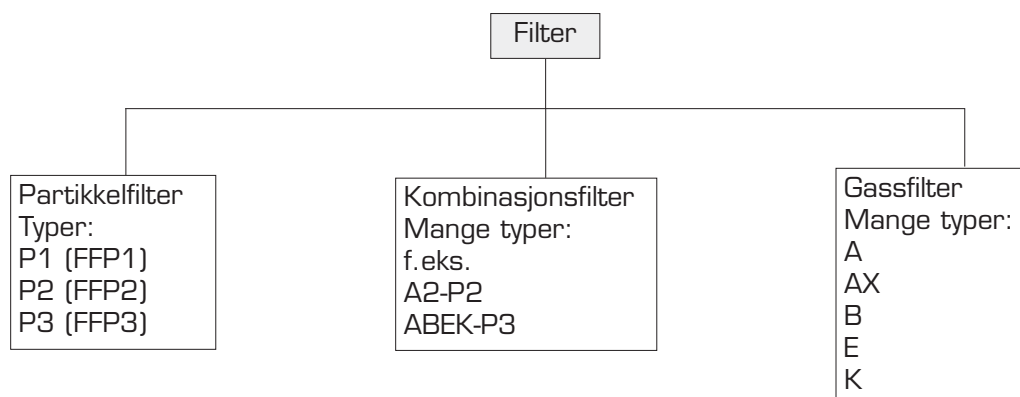 Filter
Partikkelfilter
Typer:
P1 (FFP1)
P2 (FFP2)
P3 (FFP3)
Kombinasjonsfilter
Mange typer:
f.eks.
A2-P2
ABEK-P3
Gassfilter
Mange typer:
A
AX
B
E
K